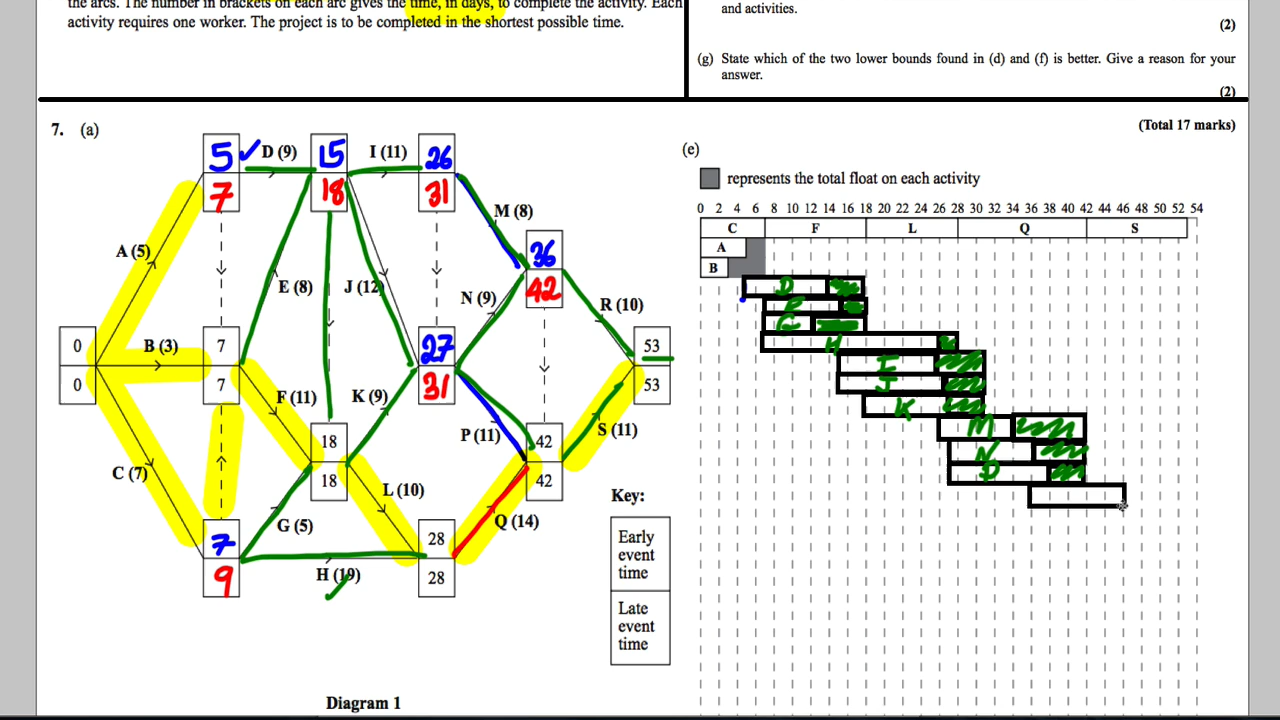 the arcs. The number in brackets on each arc gives the time, in days, to complete the activity. Each
activity requires one worker. The project is to be completed in the shortest possible time.
and activities.
(2)
(g) State which of the two lower bounds found in (d) and (f) is better. Give a reason for your
answer.
(2)
(Total 17 marks)
7. (a)
5 D (9) 15 I (11) 26
7 18 31
M (8)
A (5)
36
42
E (8) J (12) N (9) R (10)
0 B (3) 7 27 53
0 7 31 53
F (11) K (9)
P (11) S (11)
18 42
18 42
C (7)
L (10)
G (5) Q (14)
7 28
9 28
H (19)
Key:
Early
event
time
Late
event
time
Diagram 1
(e)
represents the total float on each activity
0 2 4 6 8 10 12 14 16 18 20 22 24 26 28 30 32 34 36 38 40 42 44 46 48 50 52 54
C F L Q S
A
B
D
E
G
H
I
J
K
M
N
D